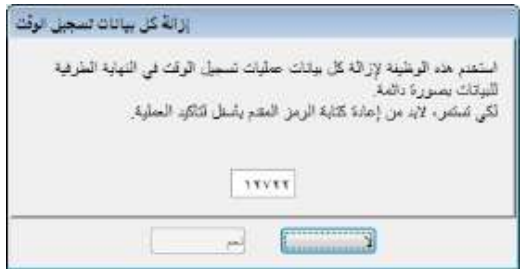 إزالة كل بيانات تسجيل الوقت
استخدم هذه الوظيفة لإزالة كل بيانات عمليات تسجيل الوقت في النهاية الطرفية
للبيانات بصورة دائمة.
لكي تستمر، لابد من إعادة كتابة الرمز المقدم بأسفل لتأكيد العملية.
١٢٧٢٢
نعم
لا